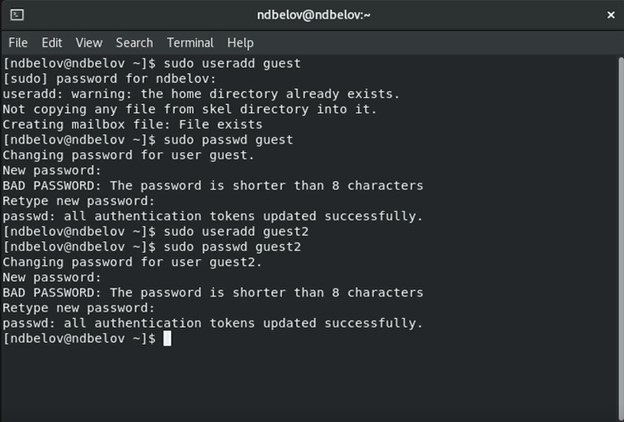 ndbelov@ndbelov:~
File Edit View Search Terminal Help
[ndbelov@ndbelov ~]$ sudo useradd guest
[sudo] password for ndbelov:
useradd: warning: the home directory already exists.
Not copying any file from skel directory into it.
Creating mailbox file: File exists
[ndbelov@ndbelov ~]$ sudo passwd guest
Changing password for user guest.
New password:
BAD PASSWORD: The password is shorter than 8 characters
Retype new password:
passwd: all authentication tokens updated successfully.
[ndbelov@ndbelov ~]$ sudo useradd guest2
[ndbelov@ndbelov ~]$ sudo passwd guest2
Changing password for user guest2.
New password:
BAD PASSWORD: The password is shorter than 8 characters
Retype new password:
passwd: all authentication tokens updated successfully.
[ndbelov@ndbelov ~]$